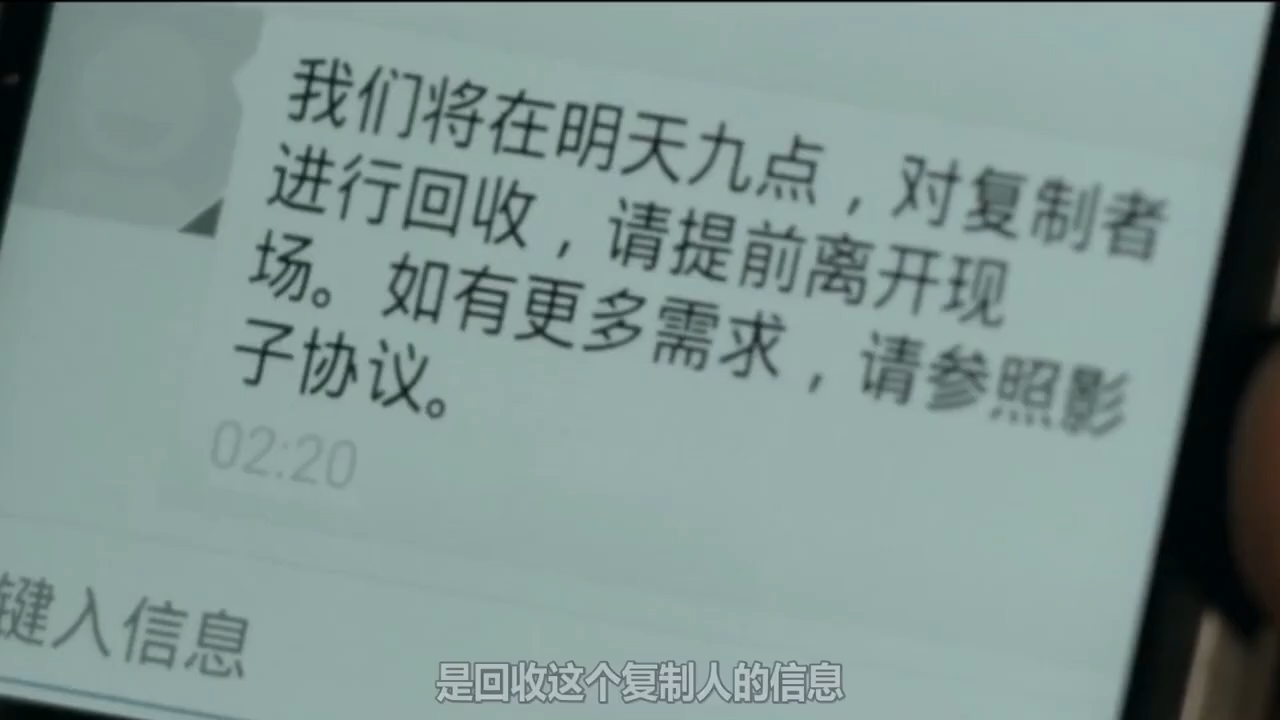 我们将在明天九点，对复制者
进行回收，请提前离开现
场。如有更多需求，请参照影
子协议。
02:20
键入信息
是回收这个复制人的信息